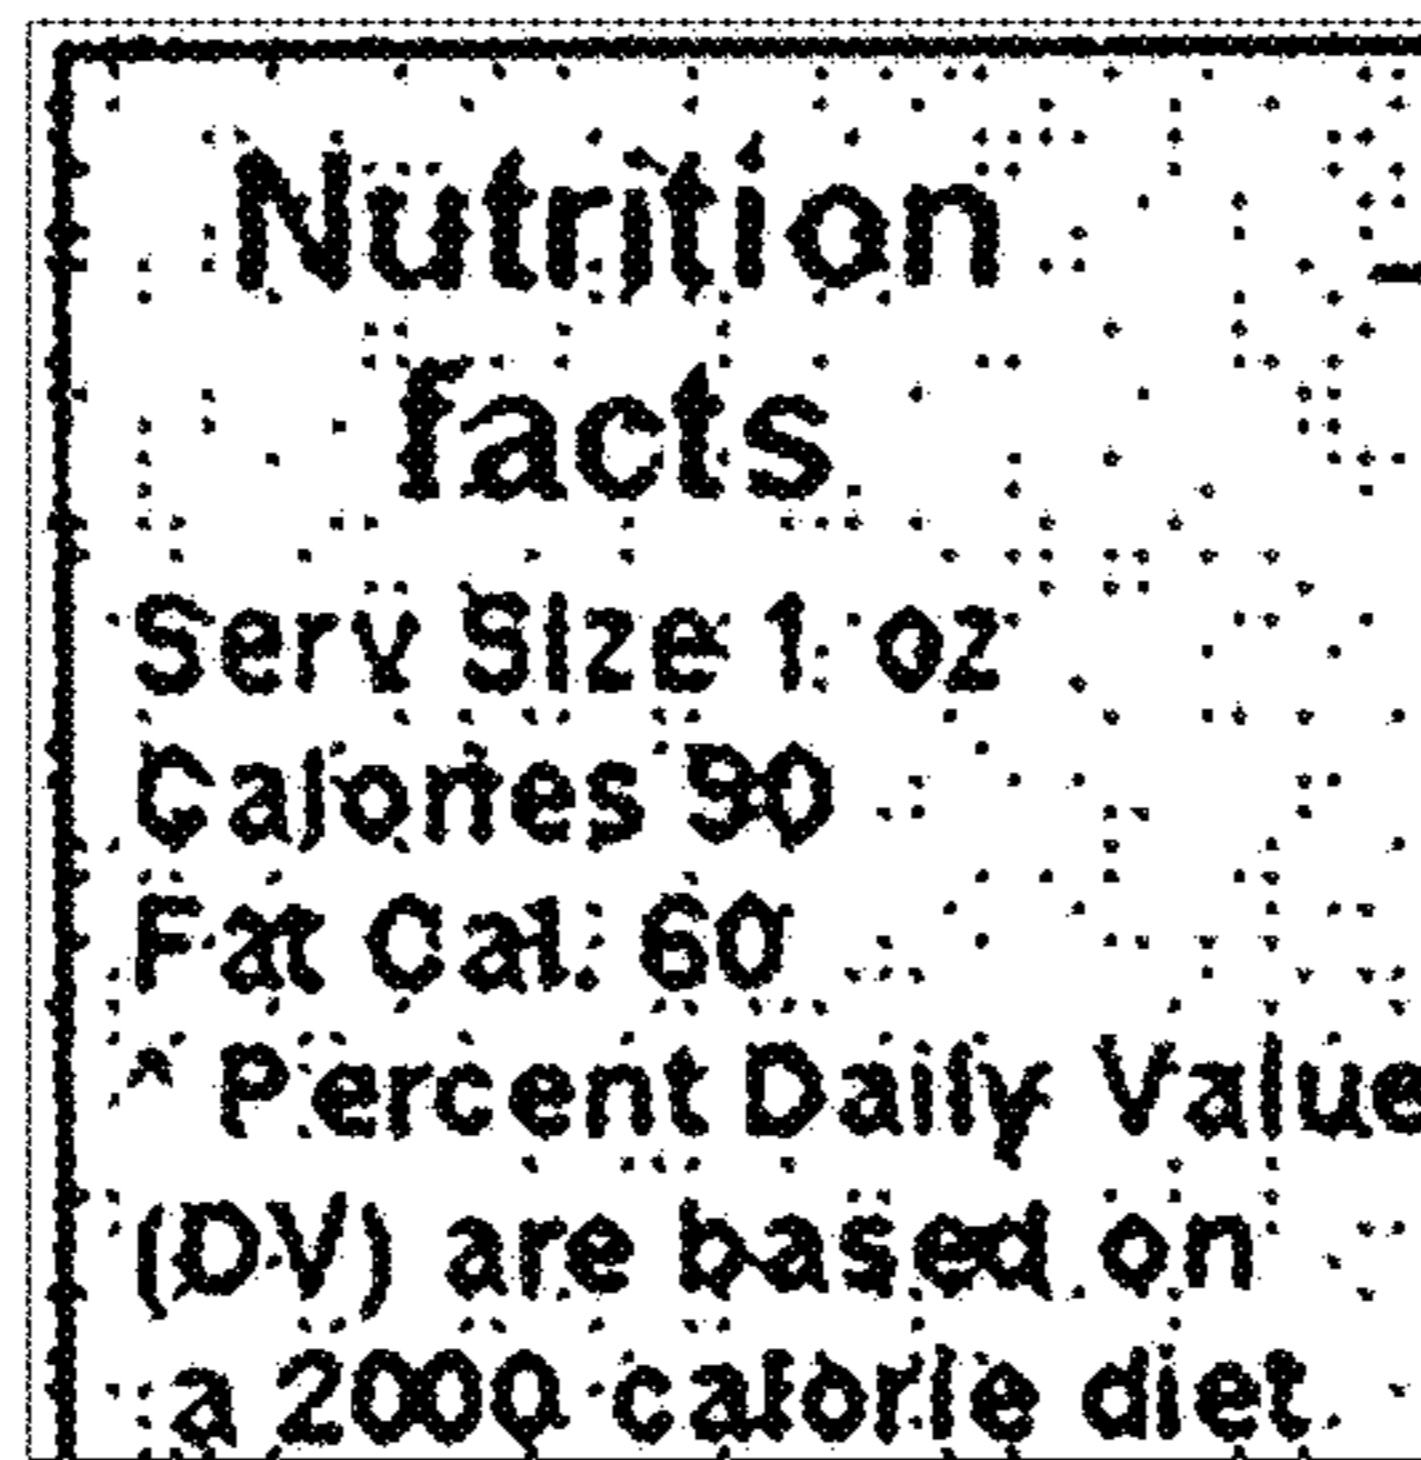 Nutrition
facts
Serv Size 1 oz
Calories 90
Fat Cal. 60
* Percent Daily Value
(DV) are based on
a 2000 calorie diet.